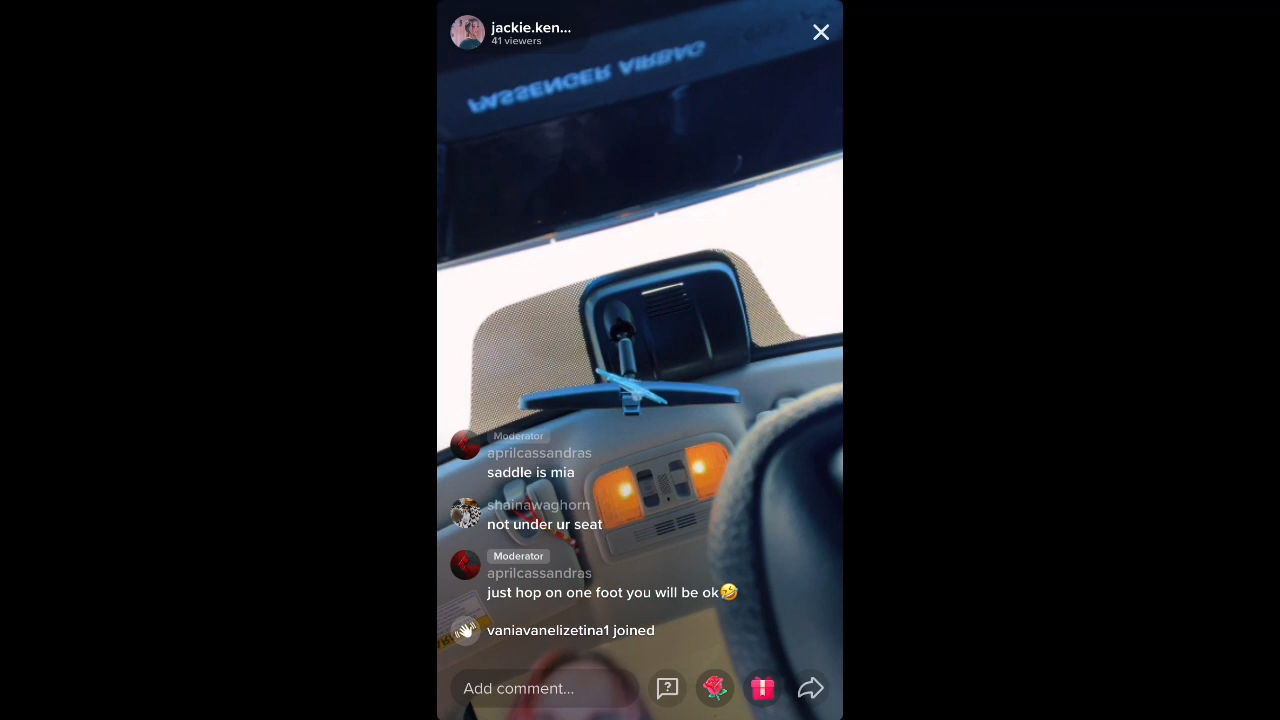 jackie.ken...
41 viewers
PASSENGER AIRBAG
Moderator
aprilcassandras
saddle is mia
shainawaghorn
not under ur seat
Moderator
aprilcassandras
just hop on one foot you will be ok🤣
vaniavanelizetina1 joined
Add comment...